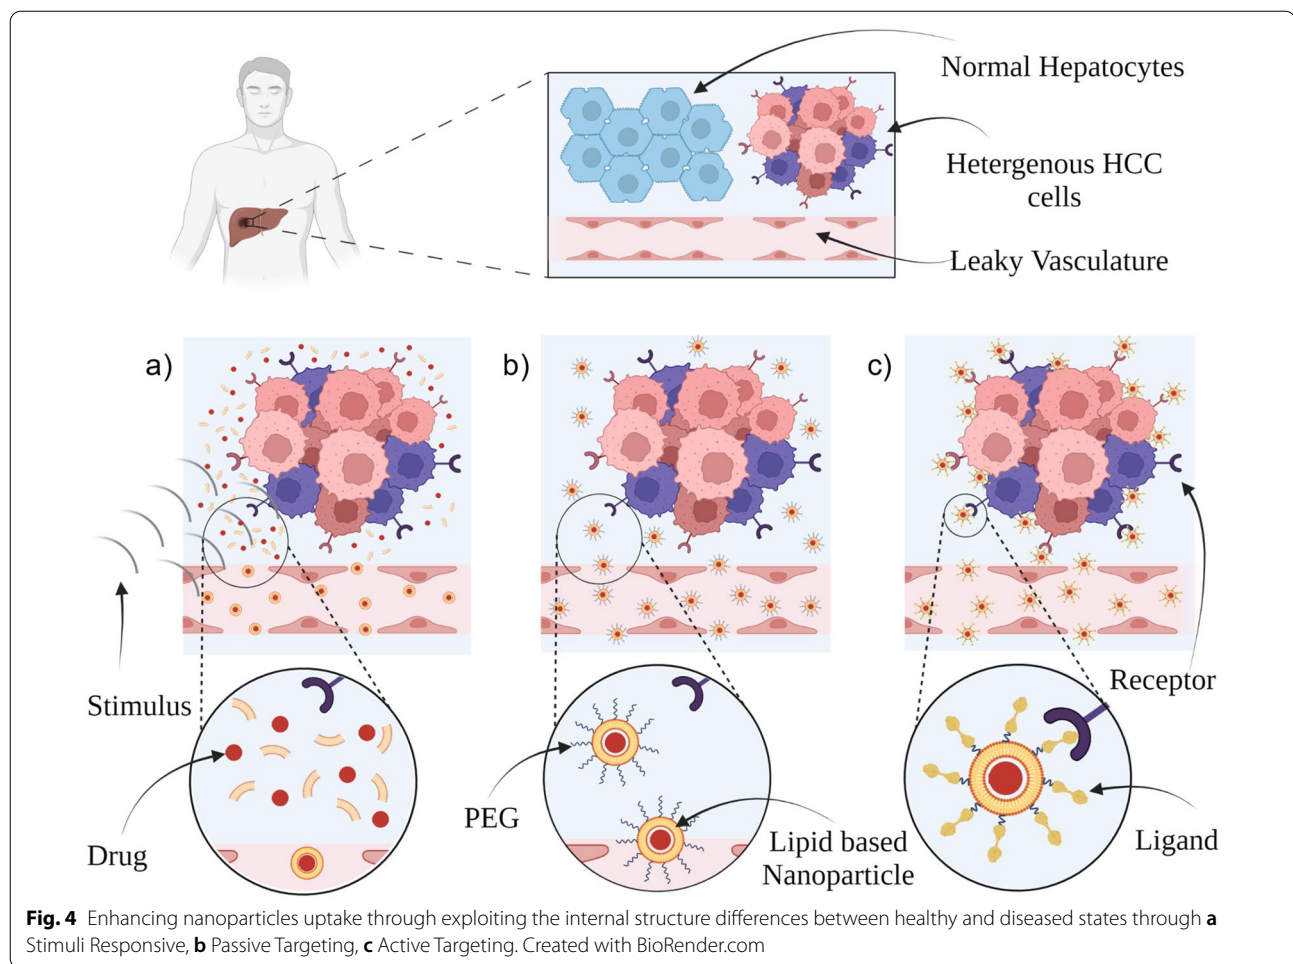 Normal Hepatocytes
Hetergenous HCC
cells
Leaky Vasculature
a)
b)
c)
Stimulus
Drug
PEG
Lipid based
Nanoparticle
Receptor
Ligand
Fig. 4 Enhancing nanoparticles uptake through exploiting the internal structure differences between healthy and diseased states through a
Stimuli Responsive, b Passive Targeting, c Active Targeting. Created with BioRender.com